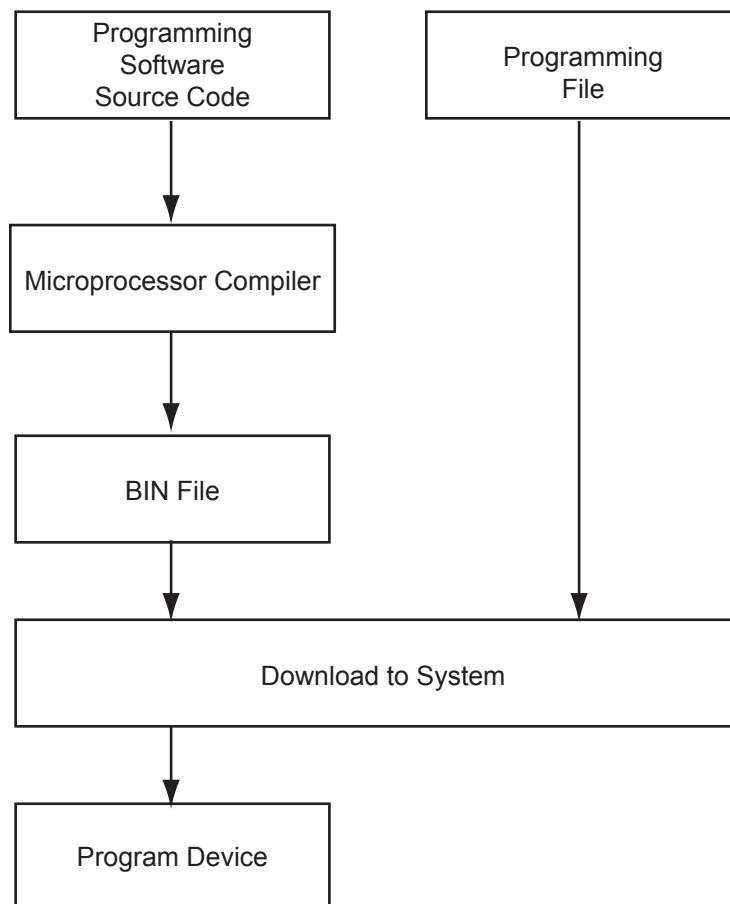 Programming
Software
Source Code
Programming
File
Microprocessor Compiler
BIN File
Download to System
Program Device